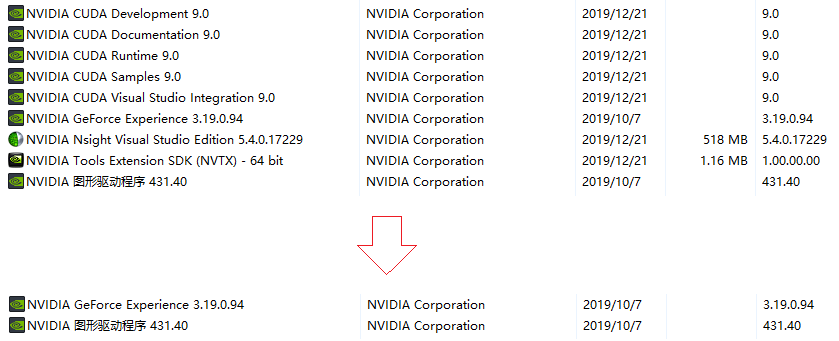 NVIDIA CUDA Development 9.0 NVIDIA Corporation 2019/12/21 9.0
NVIDIA CUDA Documentation 9.0 NVIDIA Corporation 2019/12/21 9.0
NVIDIA CUDA Runtime 9.0 NVIDIA Corporation 2019/12/21 9.0
NVIDIA CUDA Samples 9.0 NVIDIA Corporation 2019/12/21 9.0
NVIDIA CUDA Visual Studio Integration 9.0 NVIDIA Corporation 2019/12/21 9.0
NVIDIA GeForce Experience 3.19.0.94 NVIDIA Corporation 2019/10/7 3.19.0.94
NVIDIA Nsight Visual Studio Edition 5.4.0.17229 NVIDIA Corporation 2019/12/21 518 MB 5.4.0.17229
NVIDIA Tools Extension SDK (NVTX) - 64 bit NVIDIA Corporation 2019/12/21 1.16 MB 1.00.00.00
NVIDIA 图形驱动程序 431.40 NVIDIA Corporation 2019/10/7 431.40
NVIDIA GeForce Experience 3.19.0.94 NVIDIA Corporation 2019/10/7 3.19.0.94
NVIDIA 图形驱动程序 431.40 NVIDIA Corporation 2019/10/7 431.40